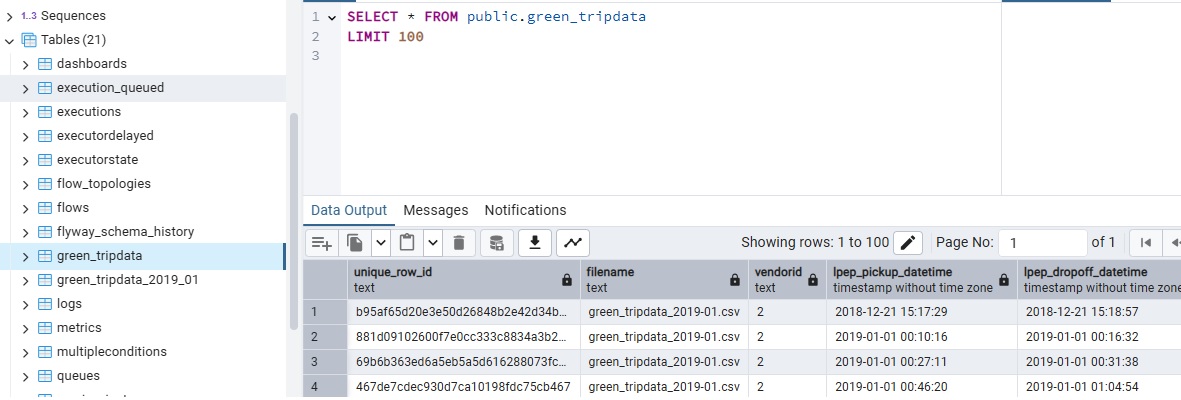 1.3 Sequences
Tables (21)
dashboards
execution_queued
executions
executordelayed
executorstate
flow_topologies
flows
flyway_schema_history
green_tripdata
green_tripdata_2019_01
logs
metrics
multipleconditions
queues
1 SELECT * FROM public.green_tripdata
2 LIMIT 100
3
Data Output Messages Notifications
Showing rows: 1 to 100 Page No: 1 of 1
unique_row_id filename vendorid lpep_pickup_datetime lpep_dropoff_datetime
text text text timestamp without time zone timestamp without time zone
1 b95af65d20e3e50d26848b2e42d34b... green_tripdata_2019-01.csv 2 2018-12-21 15:17:29 2018-12-21 15:18:57
2 881d09102600f7e0cc333c8834a3b2... green_tripdata_2019-01.csv 2 2019-01-01 00:10:16 2019-01-01 00:16:32
3 69b6b363ed6a5eb5a5d616288073fc... green_tripdata_2019-01.csv 2 2019-01-01 00:27:11 2019-01-01 00:31:38
4 467de7cdec930d7ca10198fdc75cb467 green_tripdata_2019-01.csv 2 2019-01-01 00:46:20 2019-01-01 01:04:54